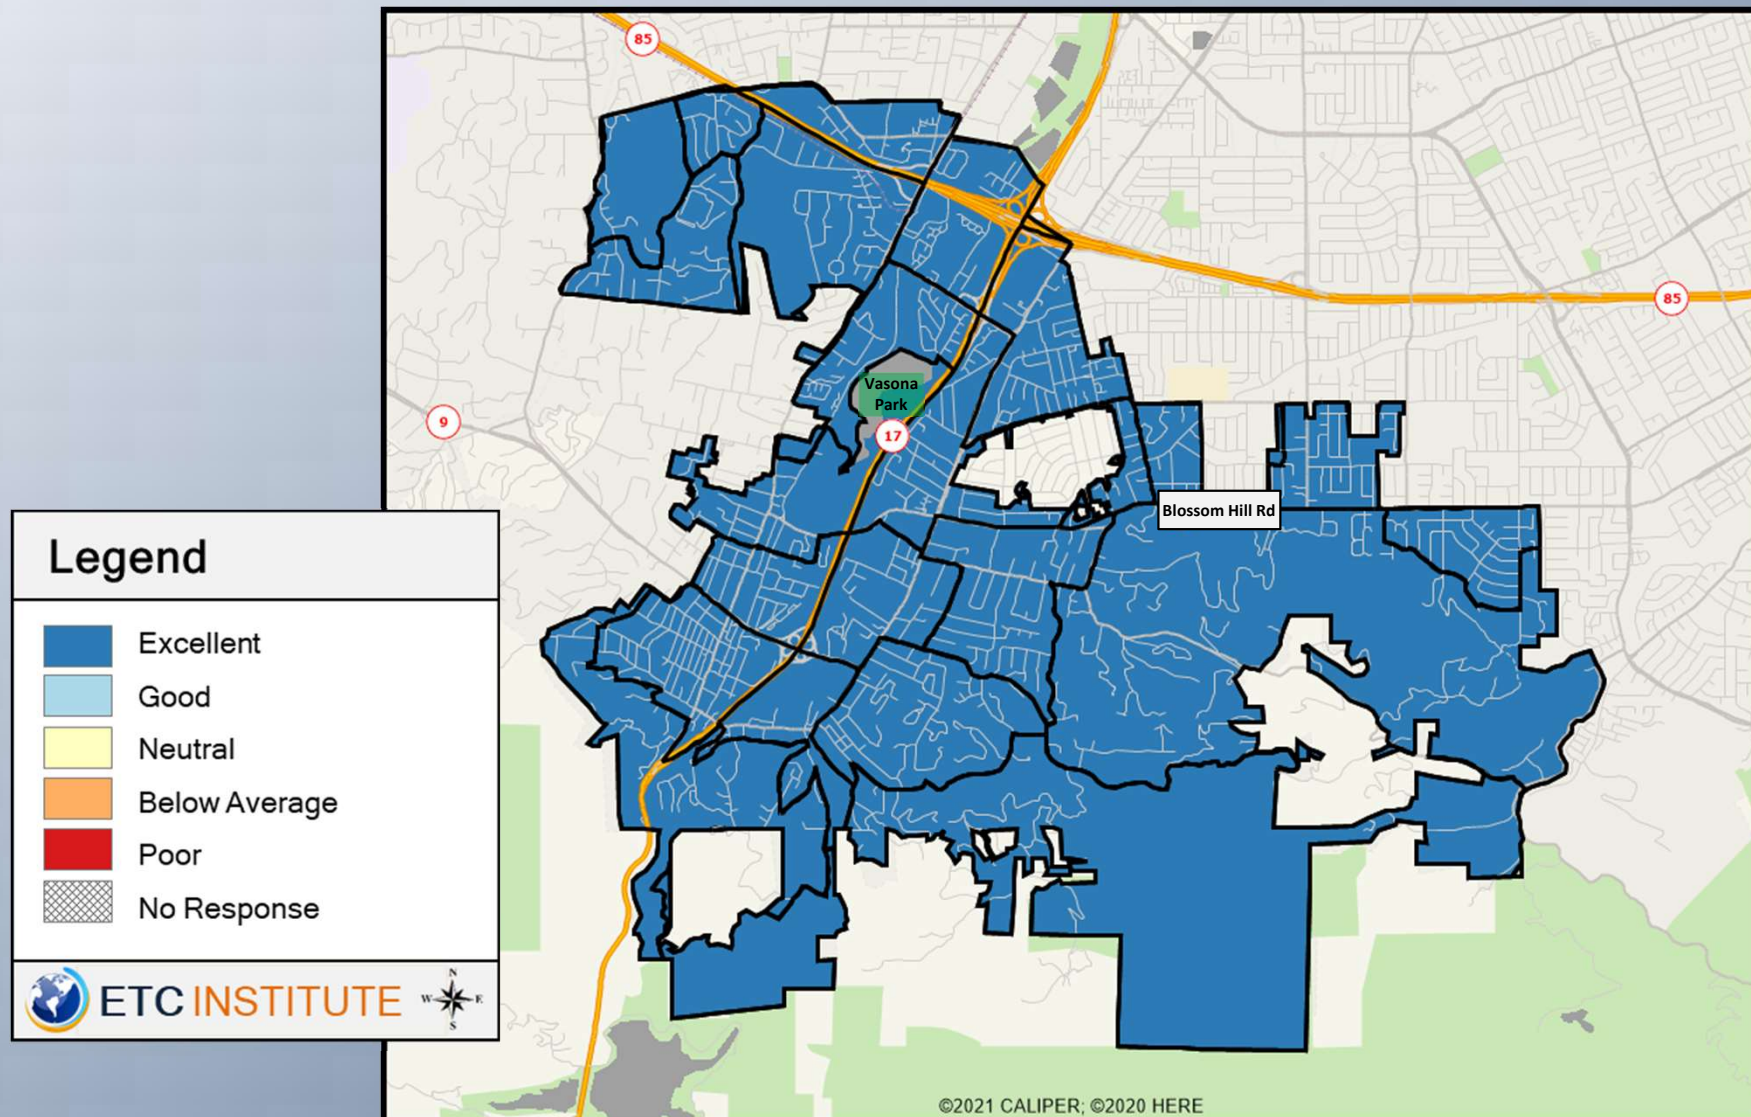 85
85
9
Vasona
Park
17
Blossom Hill Rd
Legend
Excellent
Good
Neutral
Below Average
Poor
No Response
ETC INSTITUTE
N
W
E
S
©2021 CALIPER; ©2020 HERE